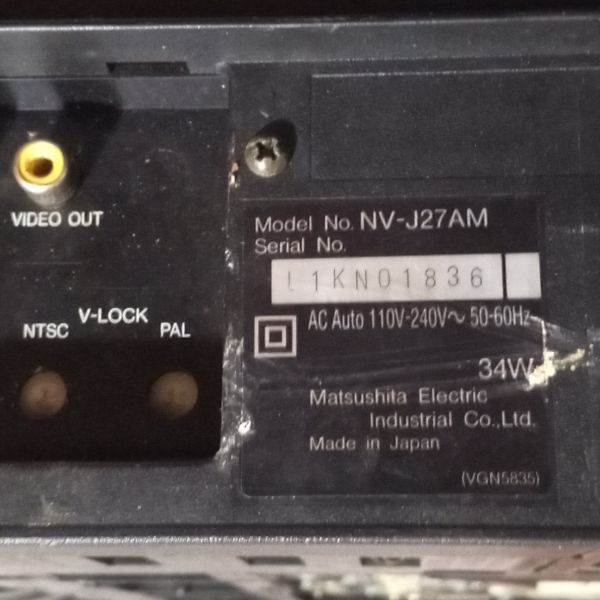 VIDEO OUT
V-LOCK
NTSC PAL
Model No. NV-J27AM
Serial No.
L1KN01836
AC Auto 110V-240V~ 50-60Hz
34W
Matsushita Electric
Industrial Co.,Ltd.
Made in Japan
(VGN5835)